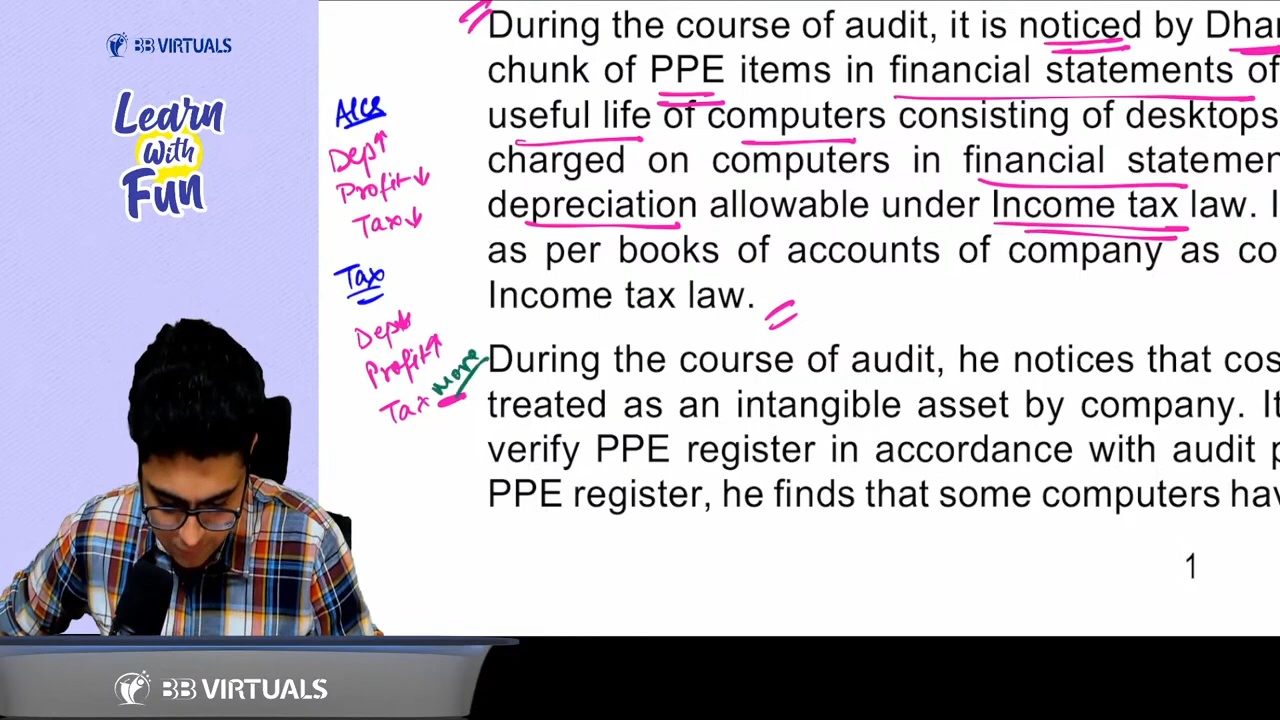 BB VIRTUALS
Learn
With
Fun
During the course of audit, it is noticed by Dhar
chunk of PPE items in financial statements of
useful life of computers consisting of desktops
charged on computers in financial statemen
depreciation allowable under Income tax law. I
as per books of accounts of company as co
Income tax law.
Dep↑
Profit↓
Tax↓
Tax
Dep↓
Profit↑
Tax More
During the course of audit, he notices that cos
treated as an intangible asset by company. It
verify PPE register in accordance with audit p
PPE register, he finds that some computers hav
1
BB VIRTUALS